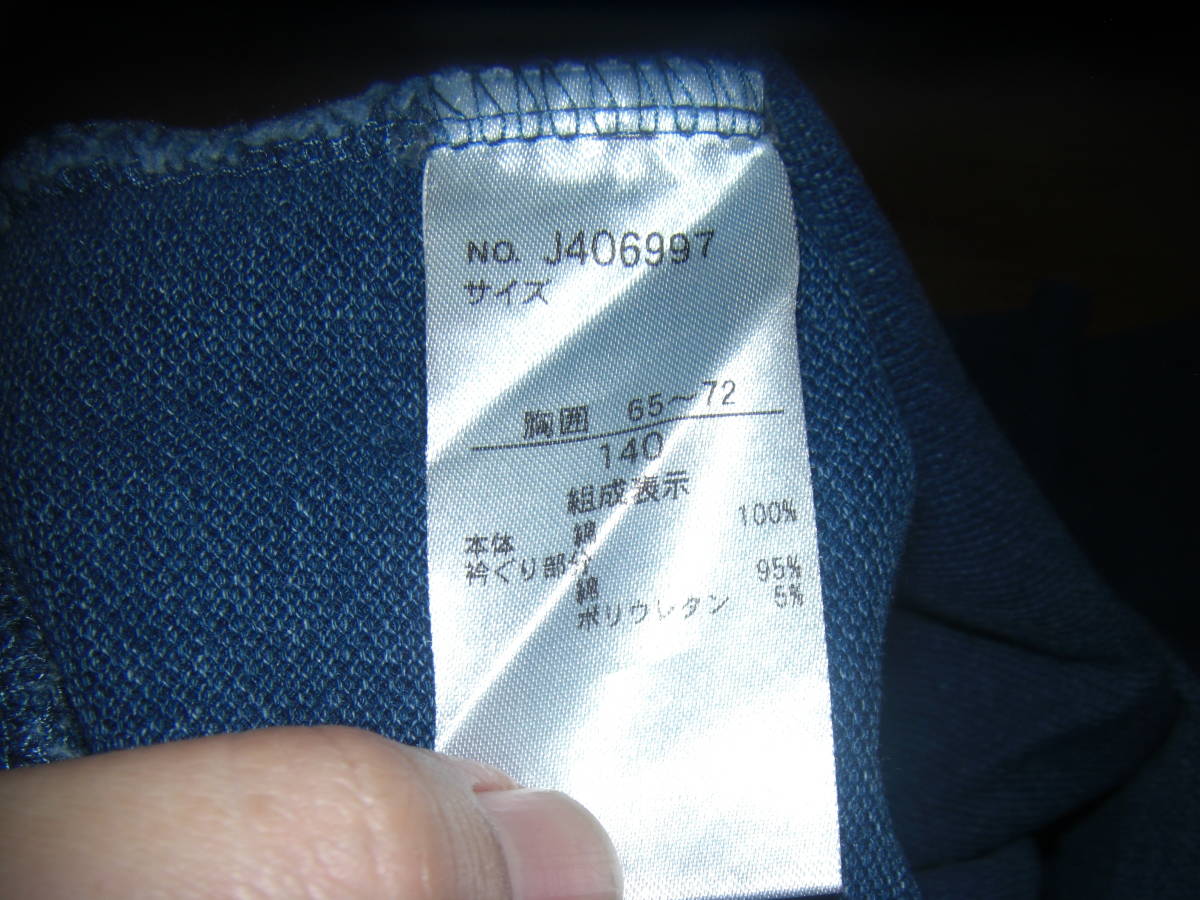 NO. J406997
サイズ
胸囲 65～72
140
組成表示
本体 綿 100%
衿ぐり部分
綿 95%
ポリウレタン 5%